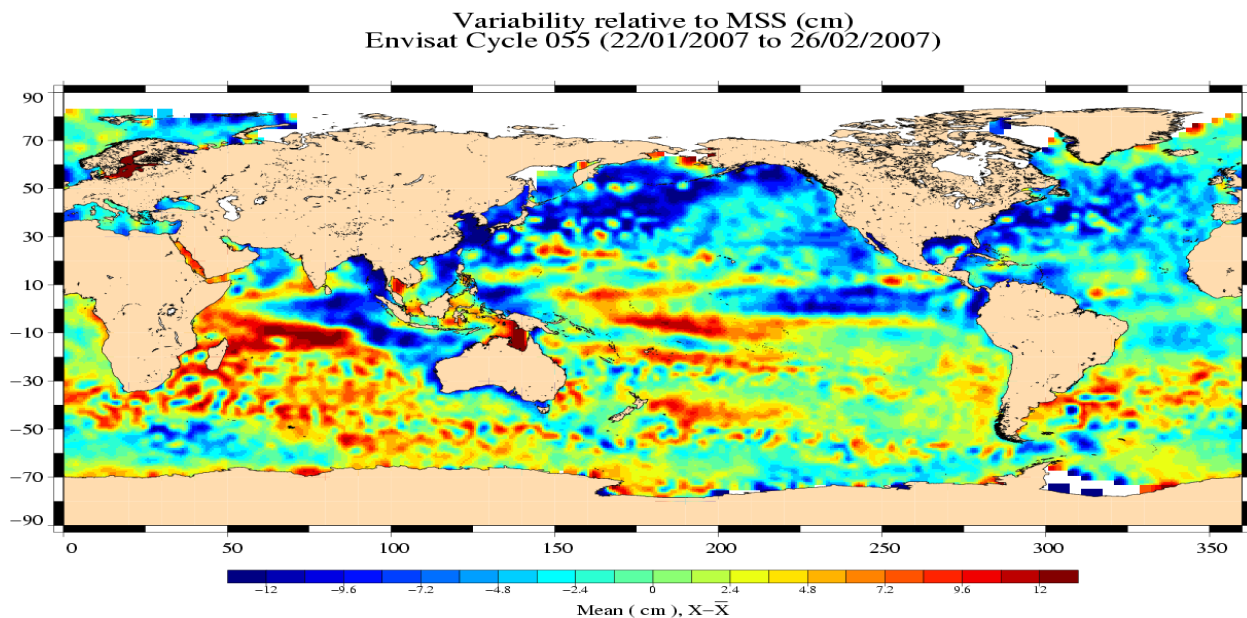 Variability relative to MSS (cm)
Envisat Cycle 055 (22/01/2007 to 26/02/2007)
90
70
50
30
10
−10
−30
−50
−70
−90
0 50 100 150 200 250 300 350
−12 −9.6 −7.2 −4.8 −2.4 0 2.4 4.8 7.2 9.6 12
Mean ( cm ), X−X̅